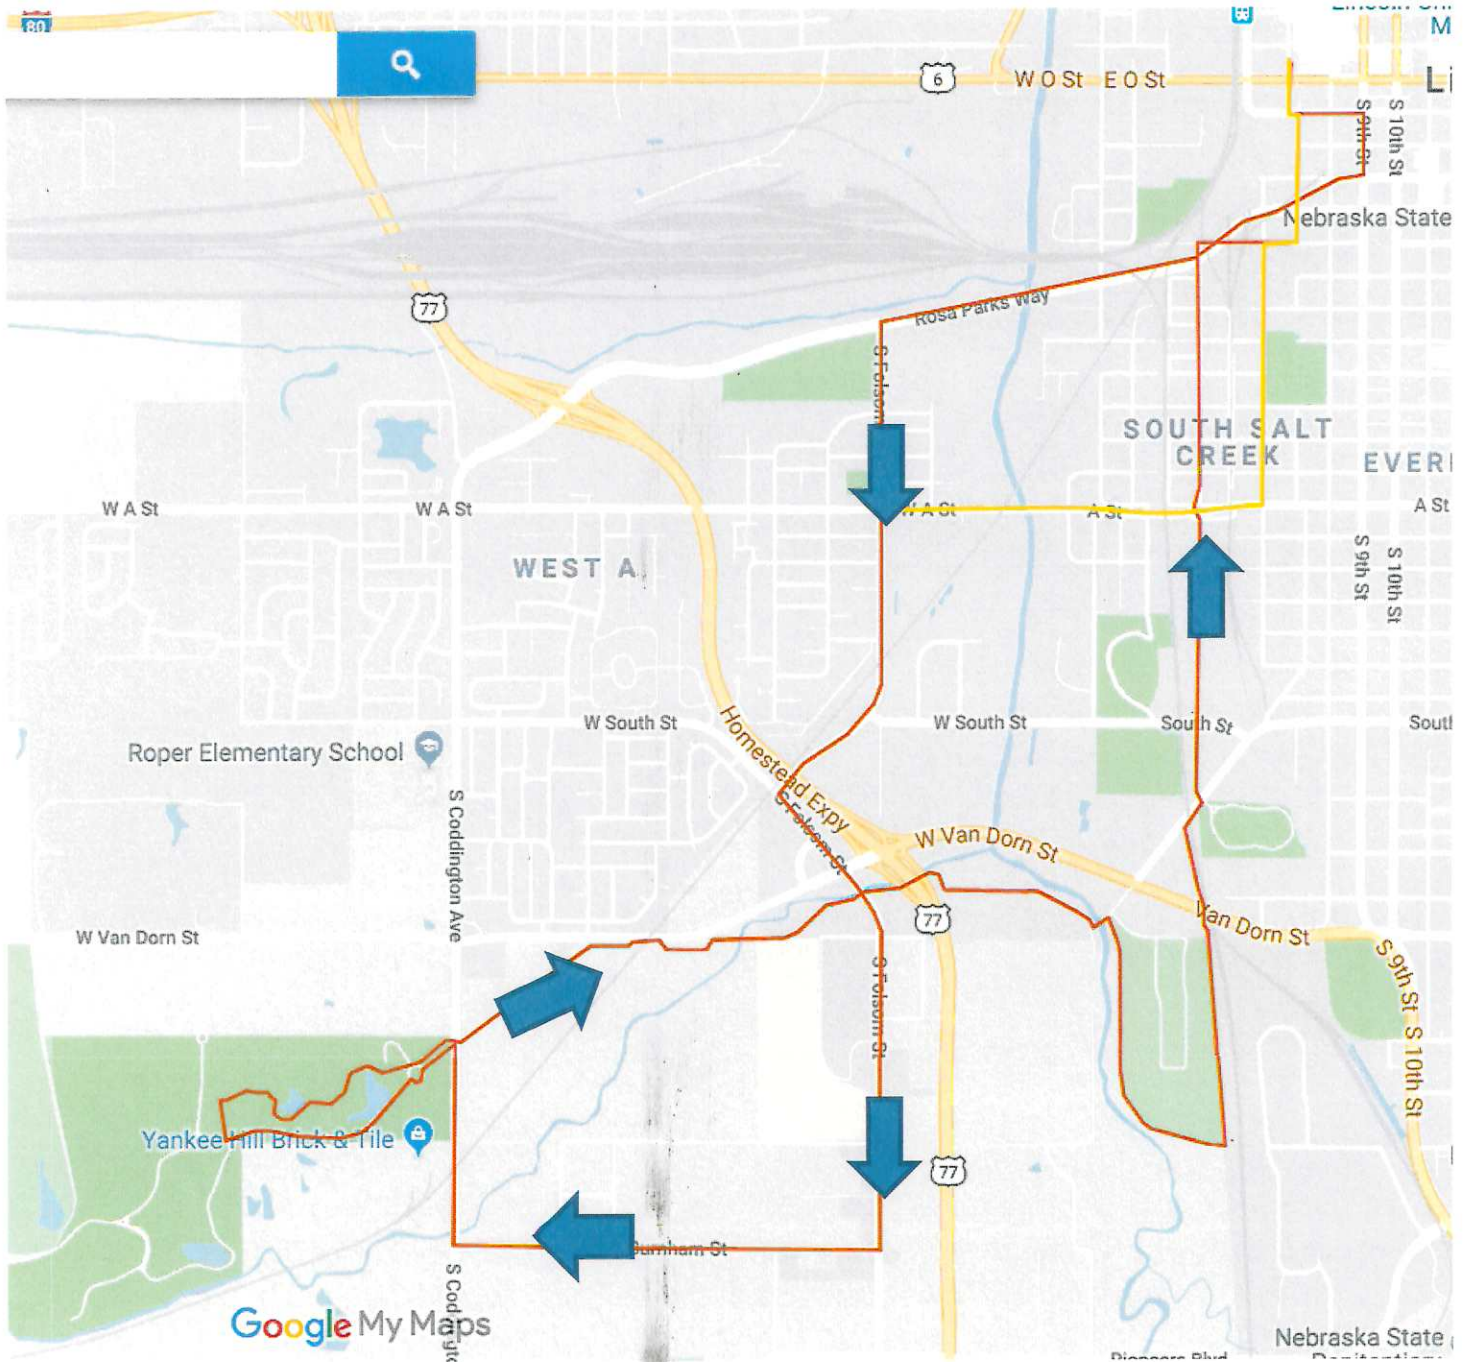 80
6
W O St E O St
M
Li
S 9th St
S 10th St
Nebraska State
77
Rosa Parks Way
S Folsom
SOUTH SALT
CREEK
EVER
W A St
W A St
W A St
A St
A St
WEST A
S 9th St
S 10th St
W South St
W South St
South St
Sout
Roper Elementary School
Homestead Expy
S Folsom St
S Coddington Ave
W Van Dorn St
77
Van Dorn St
W Van Dorn St
S 9th St
S Folsom St
S 10th St
Yankee Hill Brick & Tile
77
Burnham St
S Coddingto
Google My Maps
Nebraska State